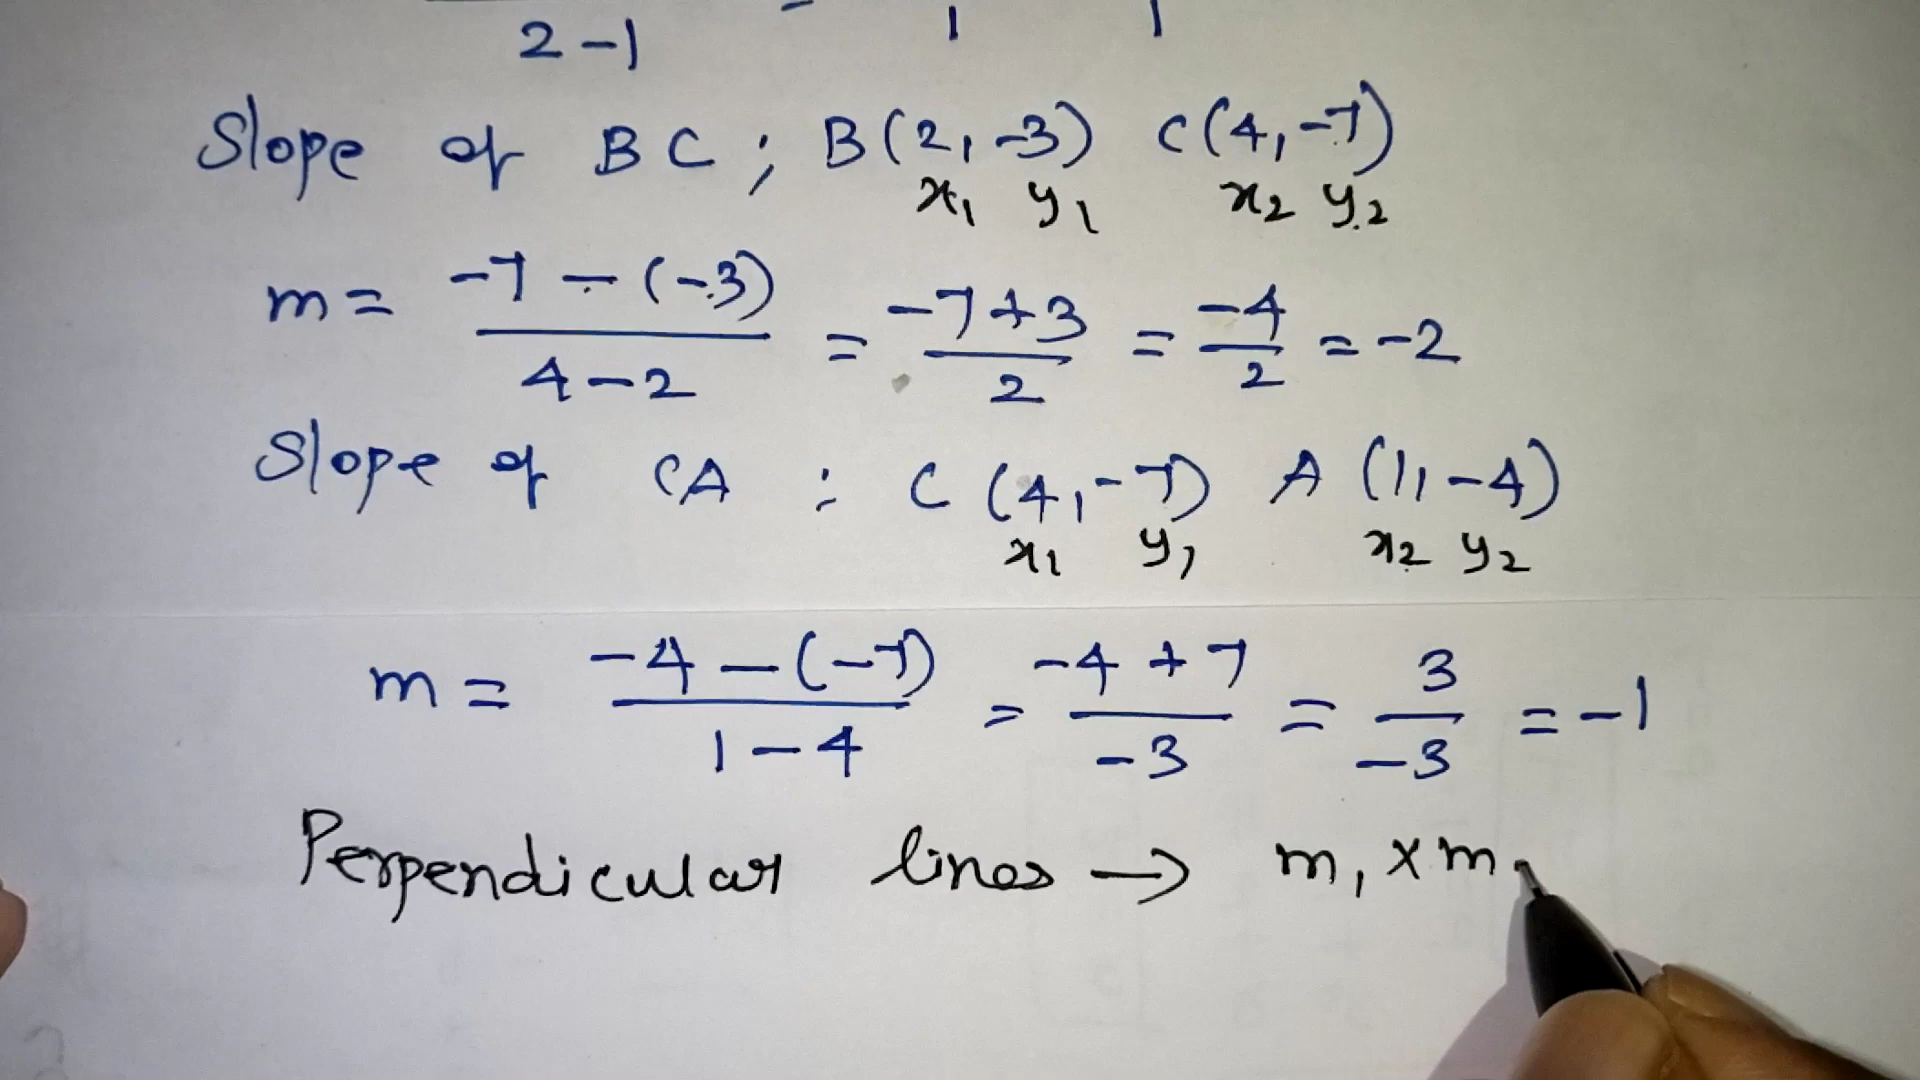 2-1 1 1
Slope of BC; B(2,-3) C(4,-7)
x1 y1 x2 y2
m= -7-(-3) / 4-2 = -7+3 / 2 = -4 / 2 = -2
Slope of CA : C(4,-7) A(1,-4)
x1 y1 x2 y2
m= -4-(-7) / 1-4 = -4+7 / -3 = 3 / -3 = -1
Perpendicular lines → m1 × m